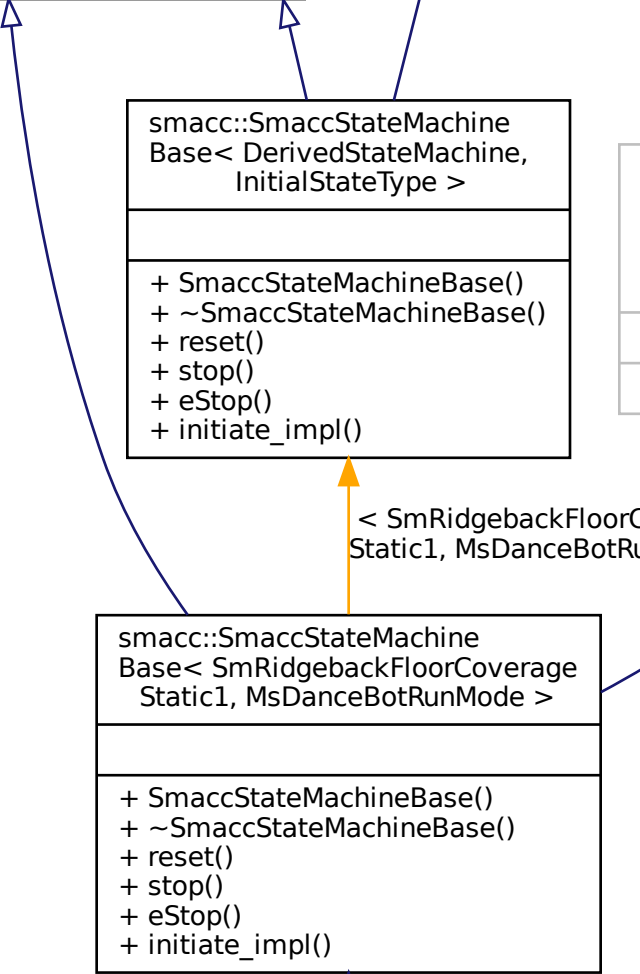 smacc::SmaccStateMachine
Base< DerivedStateMachine,
InitialStateType >
+ SmaccStateMachineBase()
+ ~SmaccStateMachineBase()
+ reset()
+ stop()
+ eStop()
+ initiate_impl()
< SmRidgebackFloorC
Static1, MsDanceBotRu
smacc::SmaccStateMachine
Base< SmRidgebackFloorCoverage
Static1, MsDanceBotRunMode >
+ SmaccStateMachineBase()
+ ~SmaccStateMachineBase()
+ reset()
+ stop()
+ eStop()
+ initiate_impl()